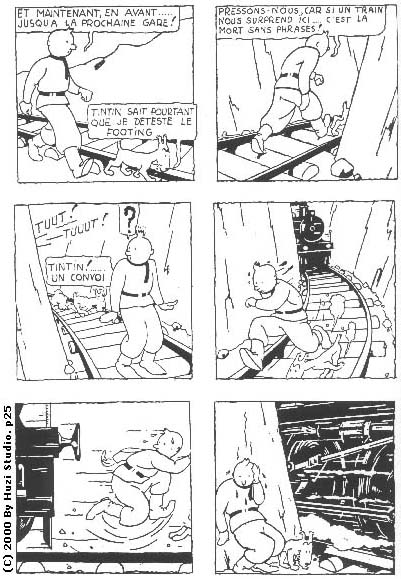 ET MAINTENANT, EN AVANT.....
JUSQU'A LA PROCHAINE GARE!
TINTIN SAIT POURTANT
QUE JE DÉTESTE LE
FOOTING
PRESSONS-NOUS, CAR SI UN TRAIN
NOUS SURPREND ICI.... C'EST LA
MORT SANS PHRASES!
TUUT!
TUUUT!
?
TINTIN!......
UN CONVOI
(C) 2000 By Huzi Studio. p25